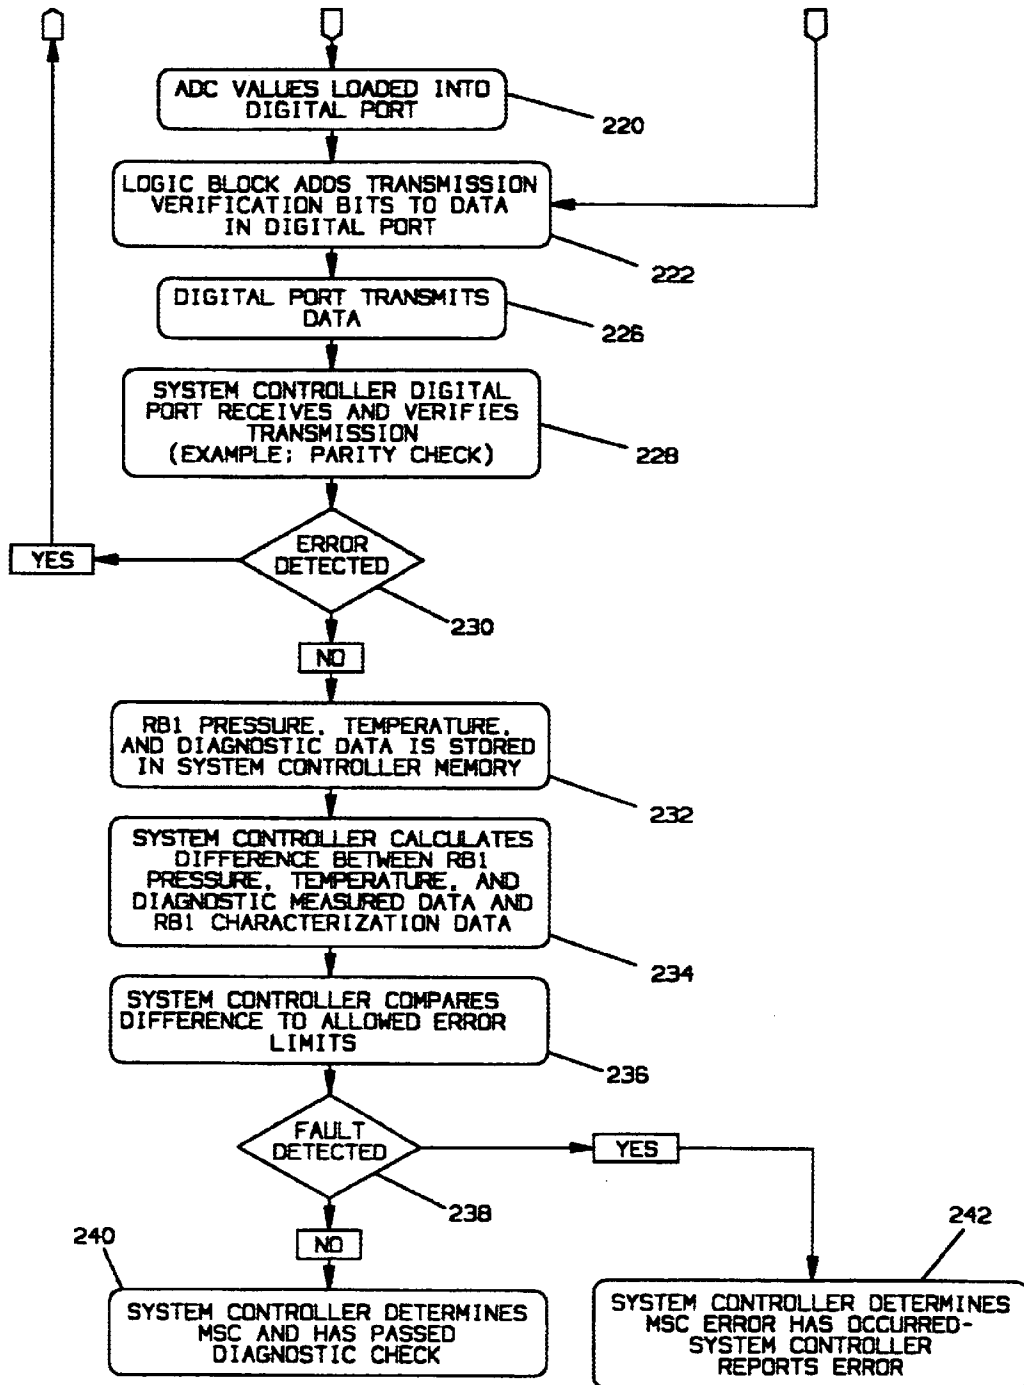 ADC VALUES LOADED INTO
DIGITAL PORT
220
LOGIC BLOCK ADDS TRANSMISSION
VERIFICATION BITS TO DATA
IN DIGITAL PORT
222
DIGITAL PORT TRANSMITS
DATA
226
SYSTEM CONTROLLER DIGITAL
PORT RECEIVES AND VERIFIES
TRANSMISSION
(EXAMPLE: PARITY CHECK)
228
ERROR
DETECTED
YES
230
NO
RB1 PRESSURE, TEMPERATURE,
AND DIAGNOSTIC DATA IS STORED
IN SYSTEM CONTROLLER MEMORY
232
SYSTEM CONTROLLER CALCULATES
DIFFERENCE BETWEEN RB1
PRESSURE, TEMPERATURE, AND
DIAGNOSTIC MEASURED DATA AND
RB1 CHARACTERIZATION DATA
234
SYSTEM CONTROLLER COMPARES
DIFFERENCE TO ALLOWED ERROR
LIMITS
236
FAULT
DETECTED
YES
238
NO
240
242
SYSTEM CONTROLLER DETERMINES
MSC AND HAS PASSED
DIAGNOSTIC CHECK
SYSTEM CONTROLLER DETERMINES
MSC ERROR HAS OCCURRED-
SYSTEM CONTROLLER
REPORTS ERROR